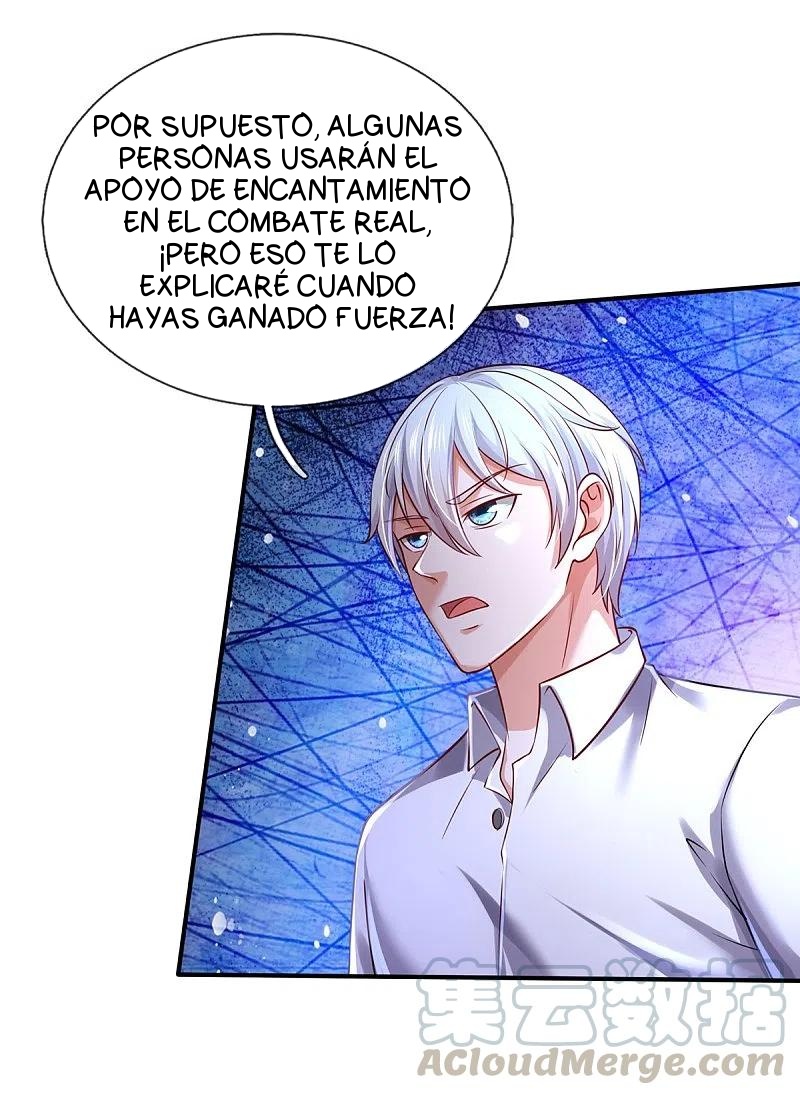 POR SUPUESTO, ALGUNAS
PERSONAS USARÁN EL
APOYO DE ENCANTAMIENTO
EN EL COMBATE REAL,
¡PERO ESO TE LO
EXPLICARÉ CUANDO
HAYAS GANADO FUERZA!
集云数据
ACloudMerge.com